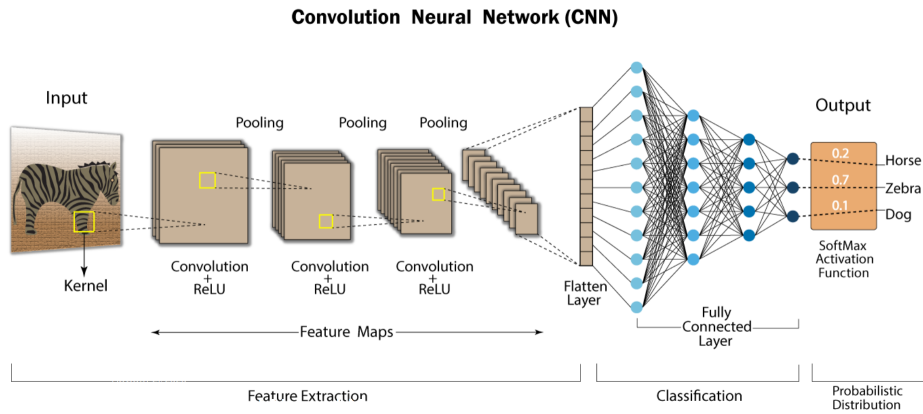 Convolution Neural Network (CNN)
Input
Pooling
Pooling
Pooling
Output
0.2
Horse
0.7
Zebra
0.1
Dog
Kernel
Convolution
+
ReLU
Convolution
+
ReLU
Convolution
+
ReLU
Flatten
Layer
SoftMax
Activation
Function
Feature Maps
Fully
Connected
Layer
Feature Extraction
Classification
Probabilistic
Distribution